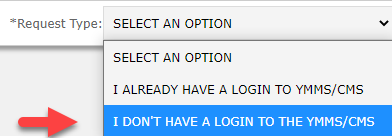 *Request Type: SELECT AN OPTION
SELECT AN OPTION
I ALREADY HAVE A LOGIN TO YMMS/CMS
I DON'T HAVE A LOGIN TO THE YMMS/CMS